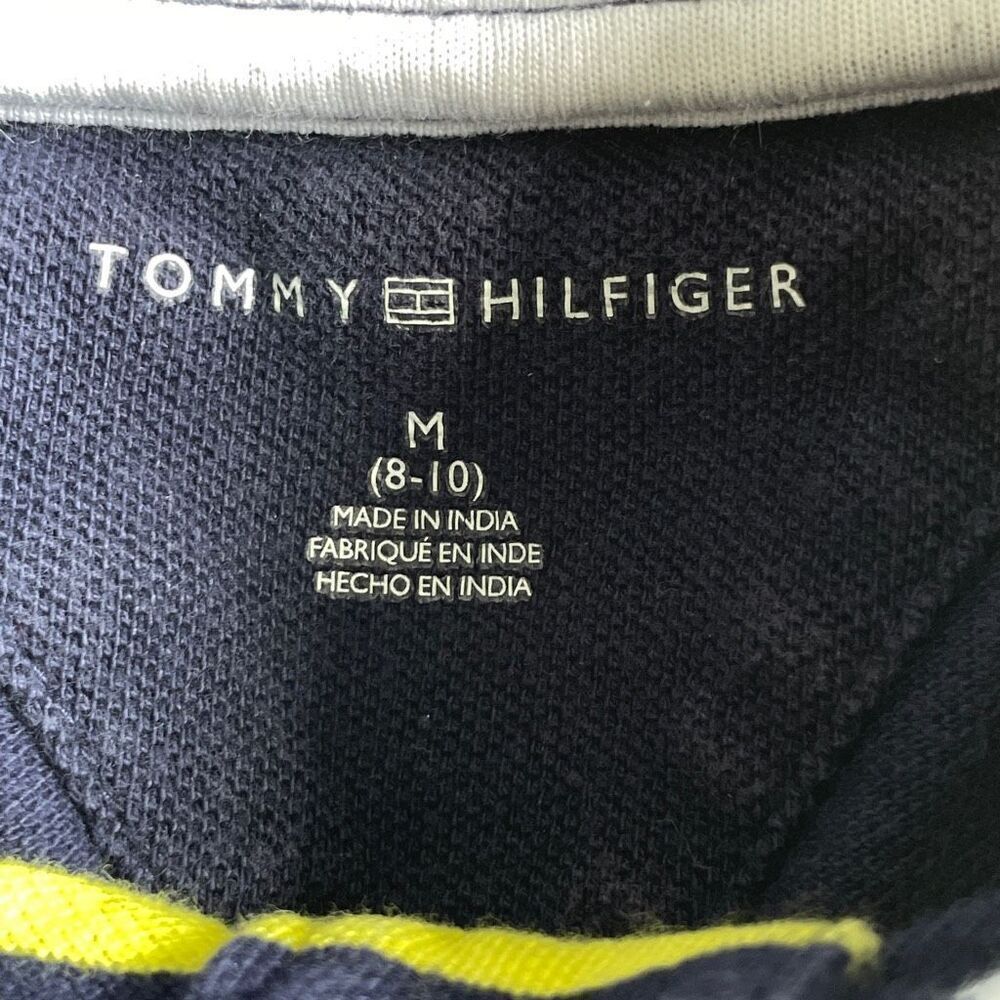 TOMMY HILFIGER
M
(8-10)
MADE IN INDIA
FABRIQUÉ EN INDE
HECHO EN INDIA